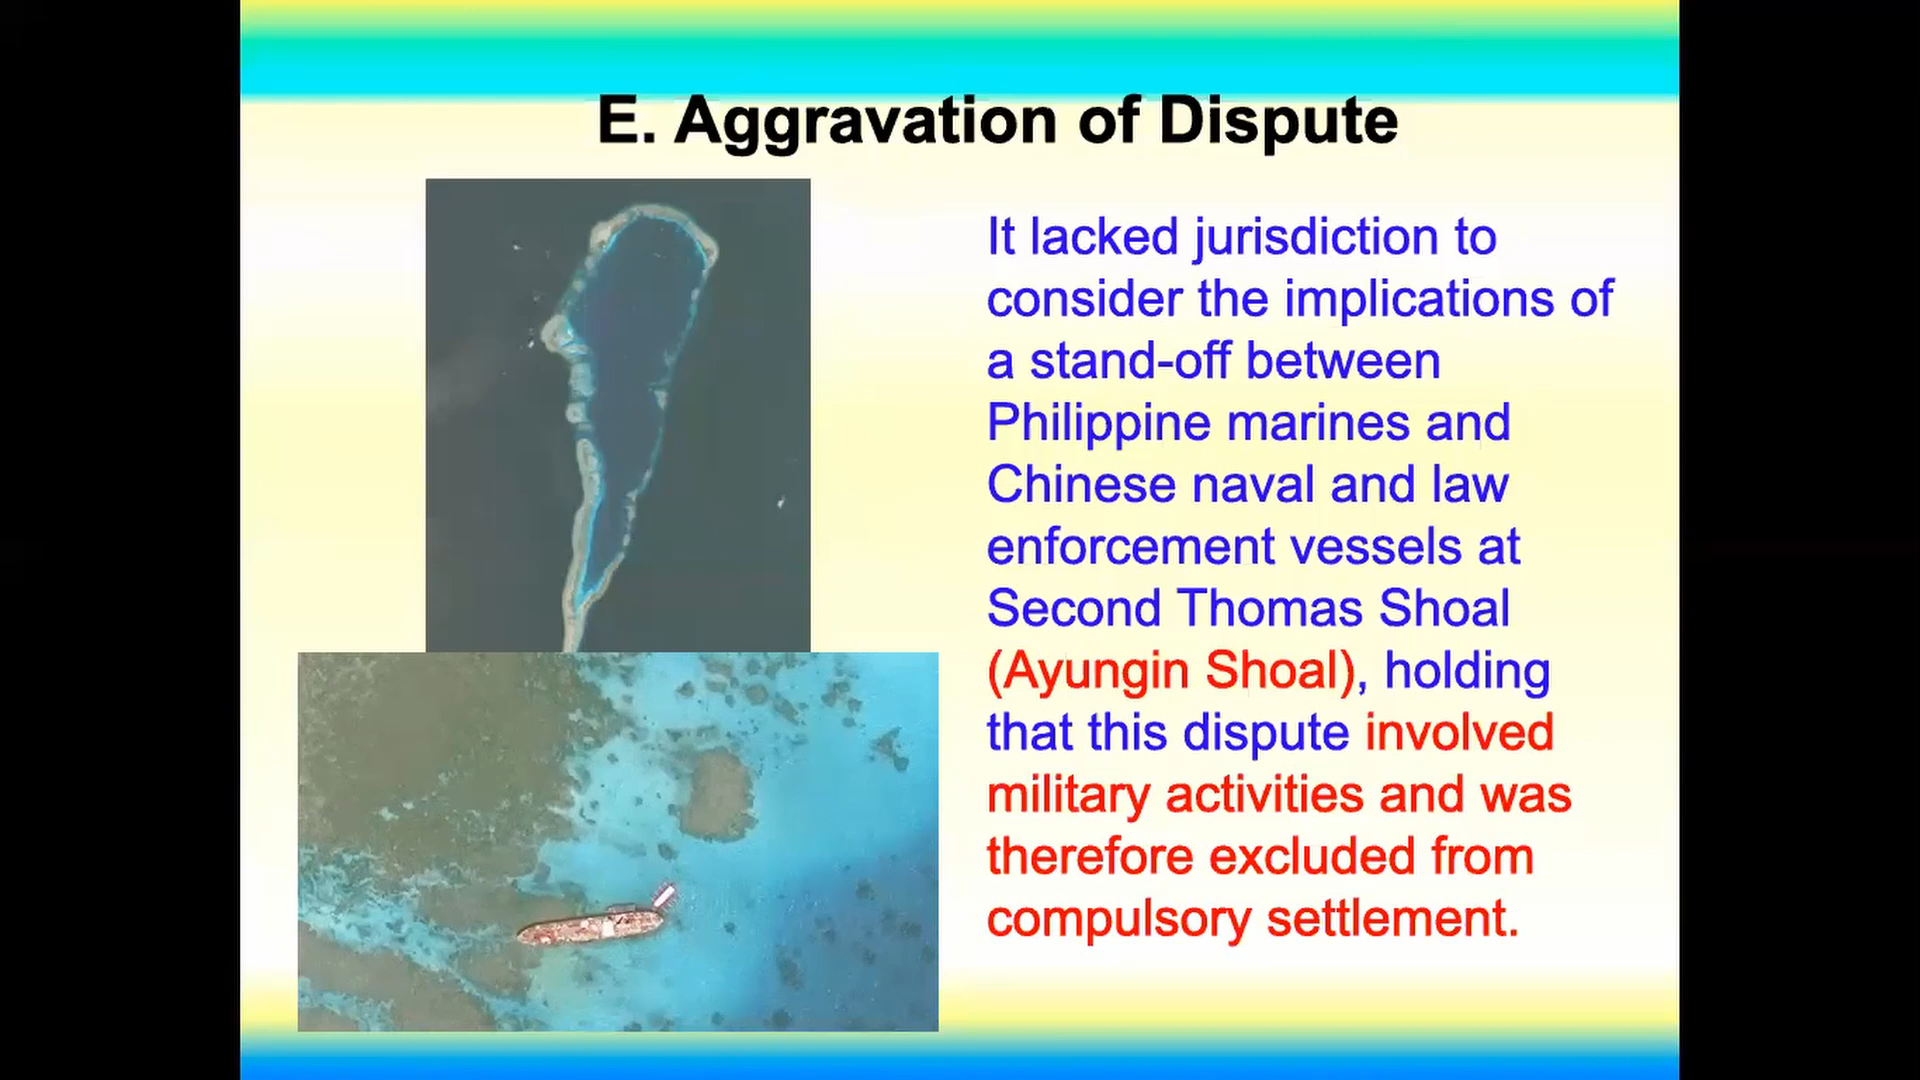 E. Aggravation of Dispute
It lacked jurisdiction to
consider the implications of
a stand-off between
Philippine marines and
Chinese naval and law
enforcement vessels at
Second Thomas Shoal
(Ayungin Shoal), holding
that this dispute involved
military activities and was
therefore excluded from
compulsory settlement.